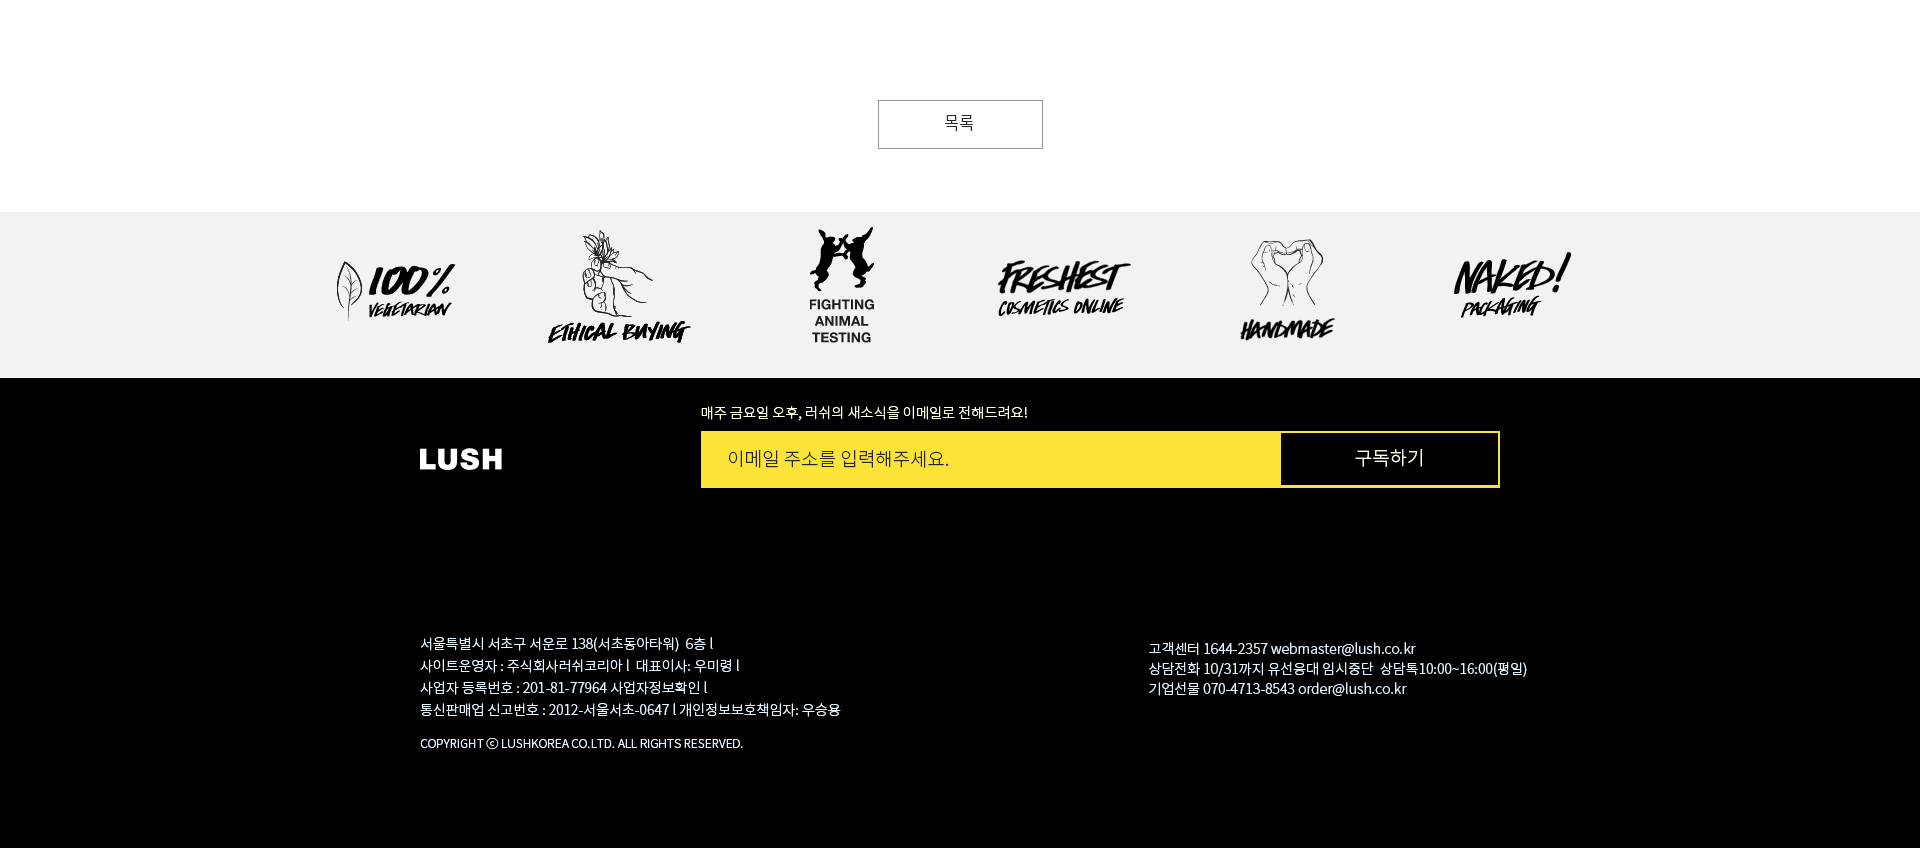 목록
100%
VEGETARIAN
ETHICAL BUYING
FIGHTING
ANIMAL
TESTING
FRESHEST
COSMETICS ONLINE
HANDMADE
NAKED!
PACKAGING
매주 금요일 오후, 러쉬의 새소식을 이메일로 전해드려요!
LUSH
이메일 주소를 입력해주세요.
구독하기
서울특별시 서초구 서운로 138(서초동아타워) 6층 l
사이트운영자 : 주식회사러쉬코리아 l 대표이사: 우미령 l
사업자 등록번호 : 201-81-77964 사업자정보확인 l
통신판매업 신고번호 : 2012-서울서초-0647 l 개인정보보호책임자: 우승용
COPYRIGHT ⓒ LUSHKOREA CO.LTD. ALL RIGHTS RESERVED.
고객센터 1644-2357 webmaster@lush.co.kr
상담전화 10/31까지 유선응대 임시중단 상담톡10:00~16:00(평일)
기업선물 070-4713-8543 order@lush.co.kr